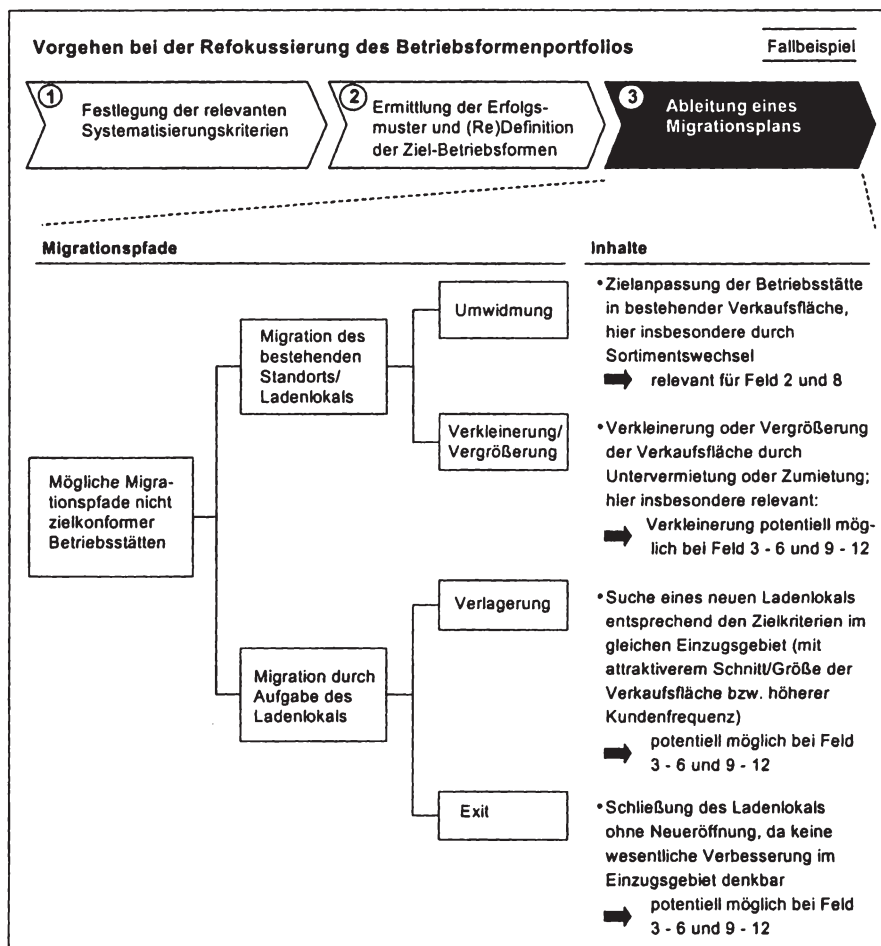 Vorgehen bei der Refokussierung des Betriebsformenportfolios
Fallbeispiel
1
Festlegung der relevanten
Systematisierungskriterien
2
Ermittlung der Erfolgs-
muster und (Re)Definition
der Ziel-Betriebsformen
3
Ableitung eines
Migrationsplans
Migrationspfade
Inhalte
Mögliche Migra-
tionspfade nicht
zielkonformer
Betriebsstätten
Migration des
bestehenden
Standorts/
Ladenlokals
Umwidmung
•Zielanpassung der Betriebsstätte
in bestehender Verkaufsfläche,
hier insbesondere durch
Sortimentswechsel
relevant für Feld 2 und 8
Verkleinerung/
Vergrößerung
•Verkleinerung oder Vergrößerung
der Verkaufsfläche durch
Untervermietung oder Zumietung;
hier insbesondere relevant:
Verkleinerung potentiell mög-
lich bei Feld 3 - 6 und 9 - 12
Migration durch
Aufgabe des
Ladenlokals
Verlagerung
•Suche eines neuen Ladenlokals
entsprechend den Zielkriterien im
gleichen Einzugsgebiet (mit
attraktiverem Schnitt/Größe der
Verkaufsfläche bzw. höherer
Kundenfrequenz)
potentiell möglich bei Feld
3 - 6 und 9 - 12
Exit
•Schließung des Ladenlokals
ohne Neueröffnung, da keine
wesentliche Verbesserung im
Einzugsgebiet denkbar
potentiell möglich bei Feld
3 - 6 und 9 - 12